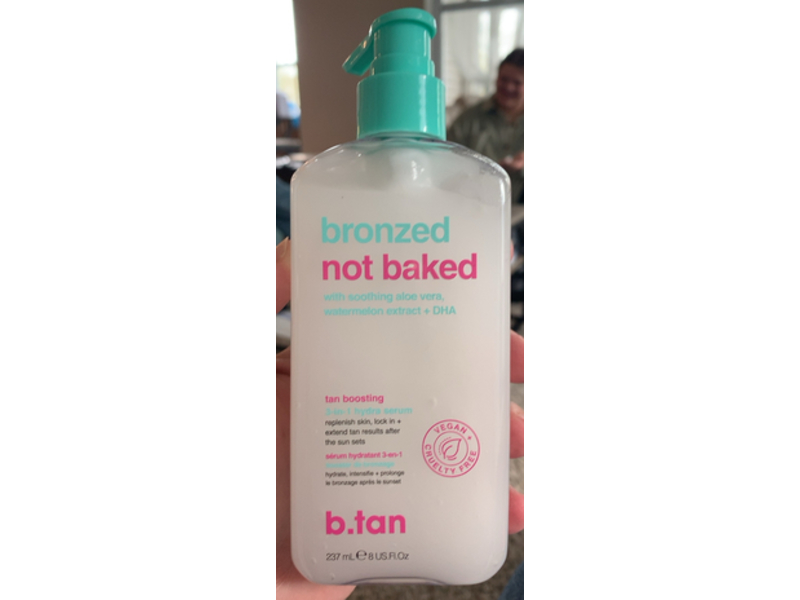 bronzed
not baked
with soothing aloe vera,
watermelon extract + DHA
tan boosting
3-in-1 hydra serum
replenish skin, lock in +
extend tan results after
the sun sets
sérum hydratant 3-en-1
hydrate, intensifie + prolonge
le bronzage après le sunset
VEGAN +
CRUELTY FREE
b.tan
237 mL ℮ 8 US.Fl.Oz